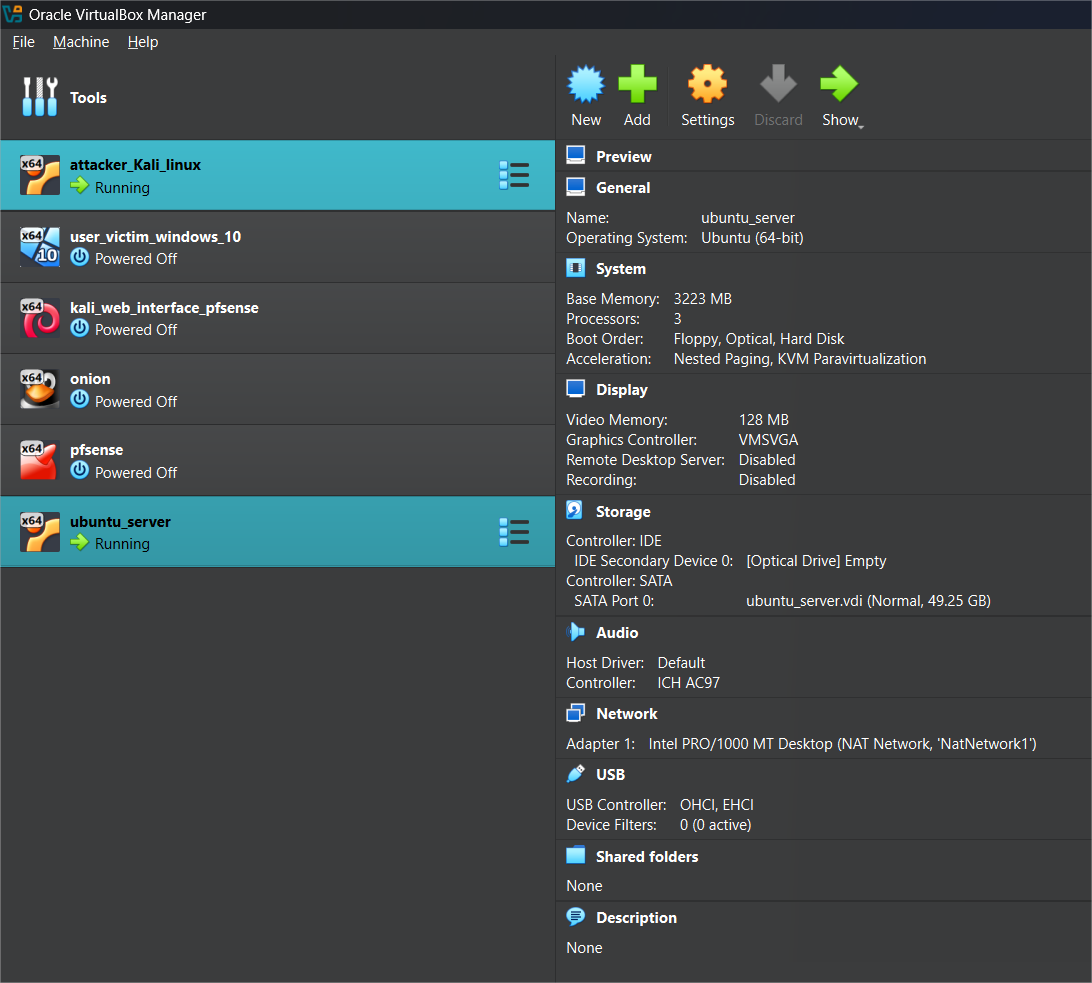 Oracle VirtualBox Manager
File Machine Help
Tools
New Add Settings Discard Show
x64 attacker_Kali_linux
Running
x64 user_victim_windows_10
10 Powered Off
x64 kali_web_interface_pfsense
Powered Off
x64 onion
Powered Off
x64 pfsense
Powered Off
x64 ubuntu_server
Running
Preview
General
Name: ubuntu_server
Operating System: Ubuntu (64-bit)
System
Base Memory: 3223 MB
Processors: 3
Boot Order: Floppy, Optical, Hard Disk
Acceleration: Nested Paging, KVM Paravirtualization
Display
Video Memory: 128 MB
Graphics Controller: VMSVGA
Remote Desktop Server: Disabled
Recording: Disabled
Storage
Controller: IDE
IDE Secondary Device 0: [Optical Drive] Empty
Controller: SATA
SATA Port 0: ubuntu_server.vdi (Normal, 49.25 GB)
Audio
Host Driver: Default
Controller: ICH AC97
Network
Adapter 1: Intel PRO/1000 MT Desktop (NAT Network, 'NatNetwork1')
USB
USB Controller: OHCI, EHCI
Device Filters: 0 (0 active)
Shared folders
None
Description
None